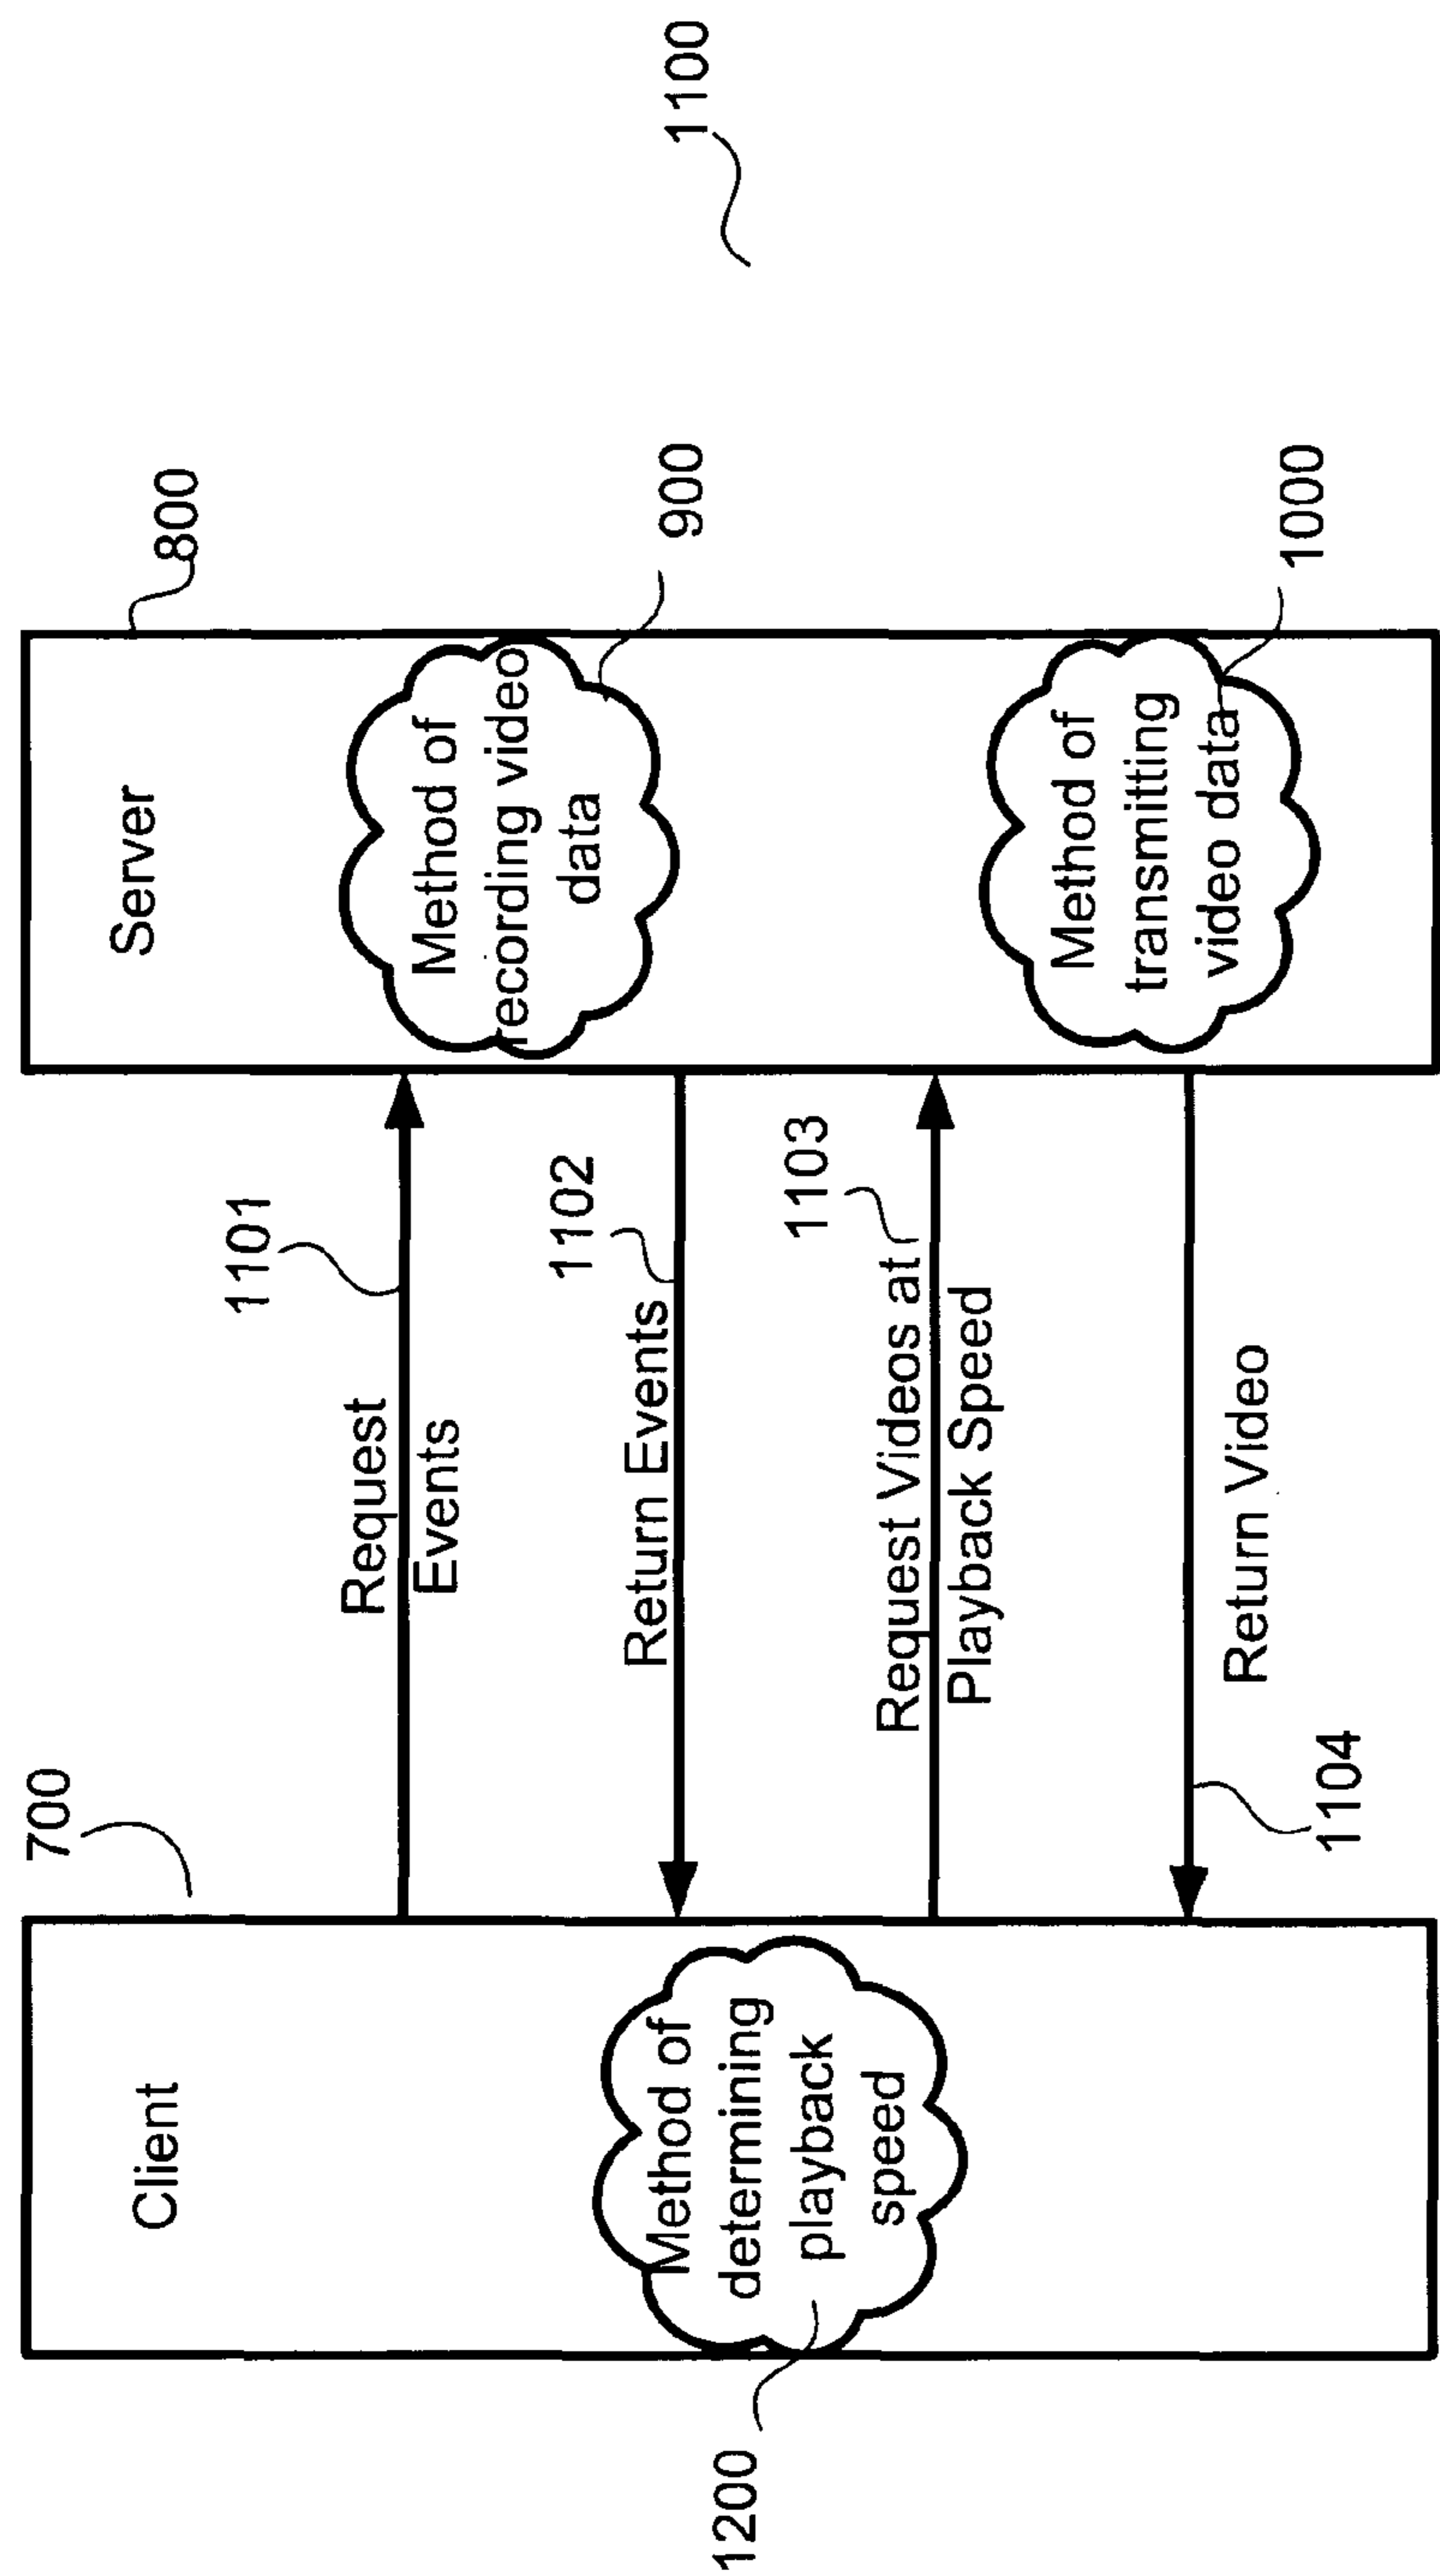 1100
700
800
Client
Server
1101
Request
Events
Method of
recording video
data
900
1102
Return Events
Method of
determining
playback
speed
1200
1103
Request Videos at
Playback Speed
Method of
transmitting
video data
1000
Return Video
1104